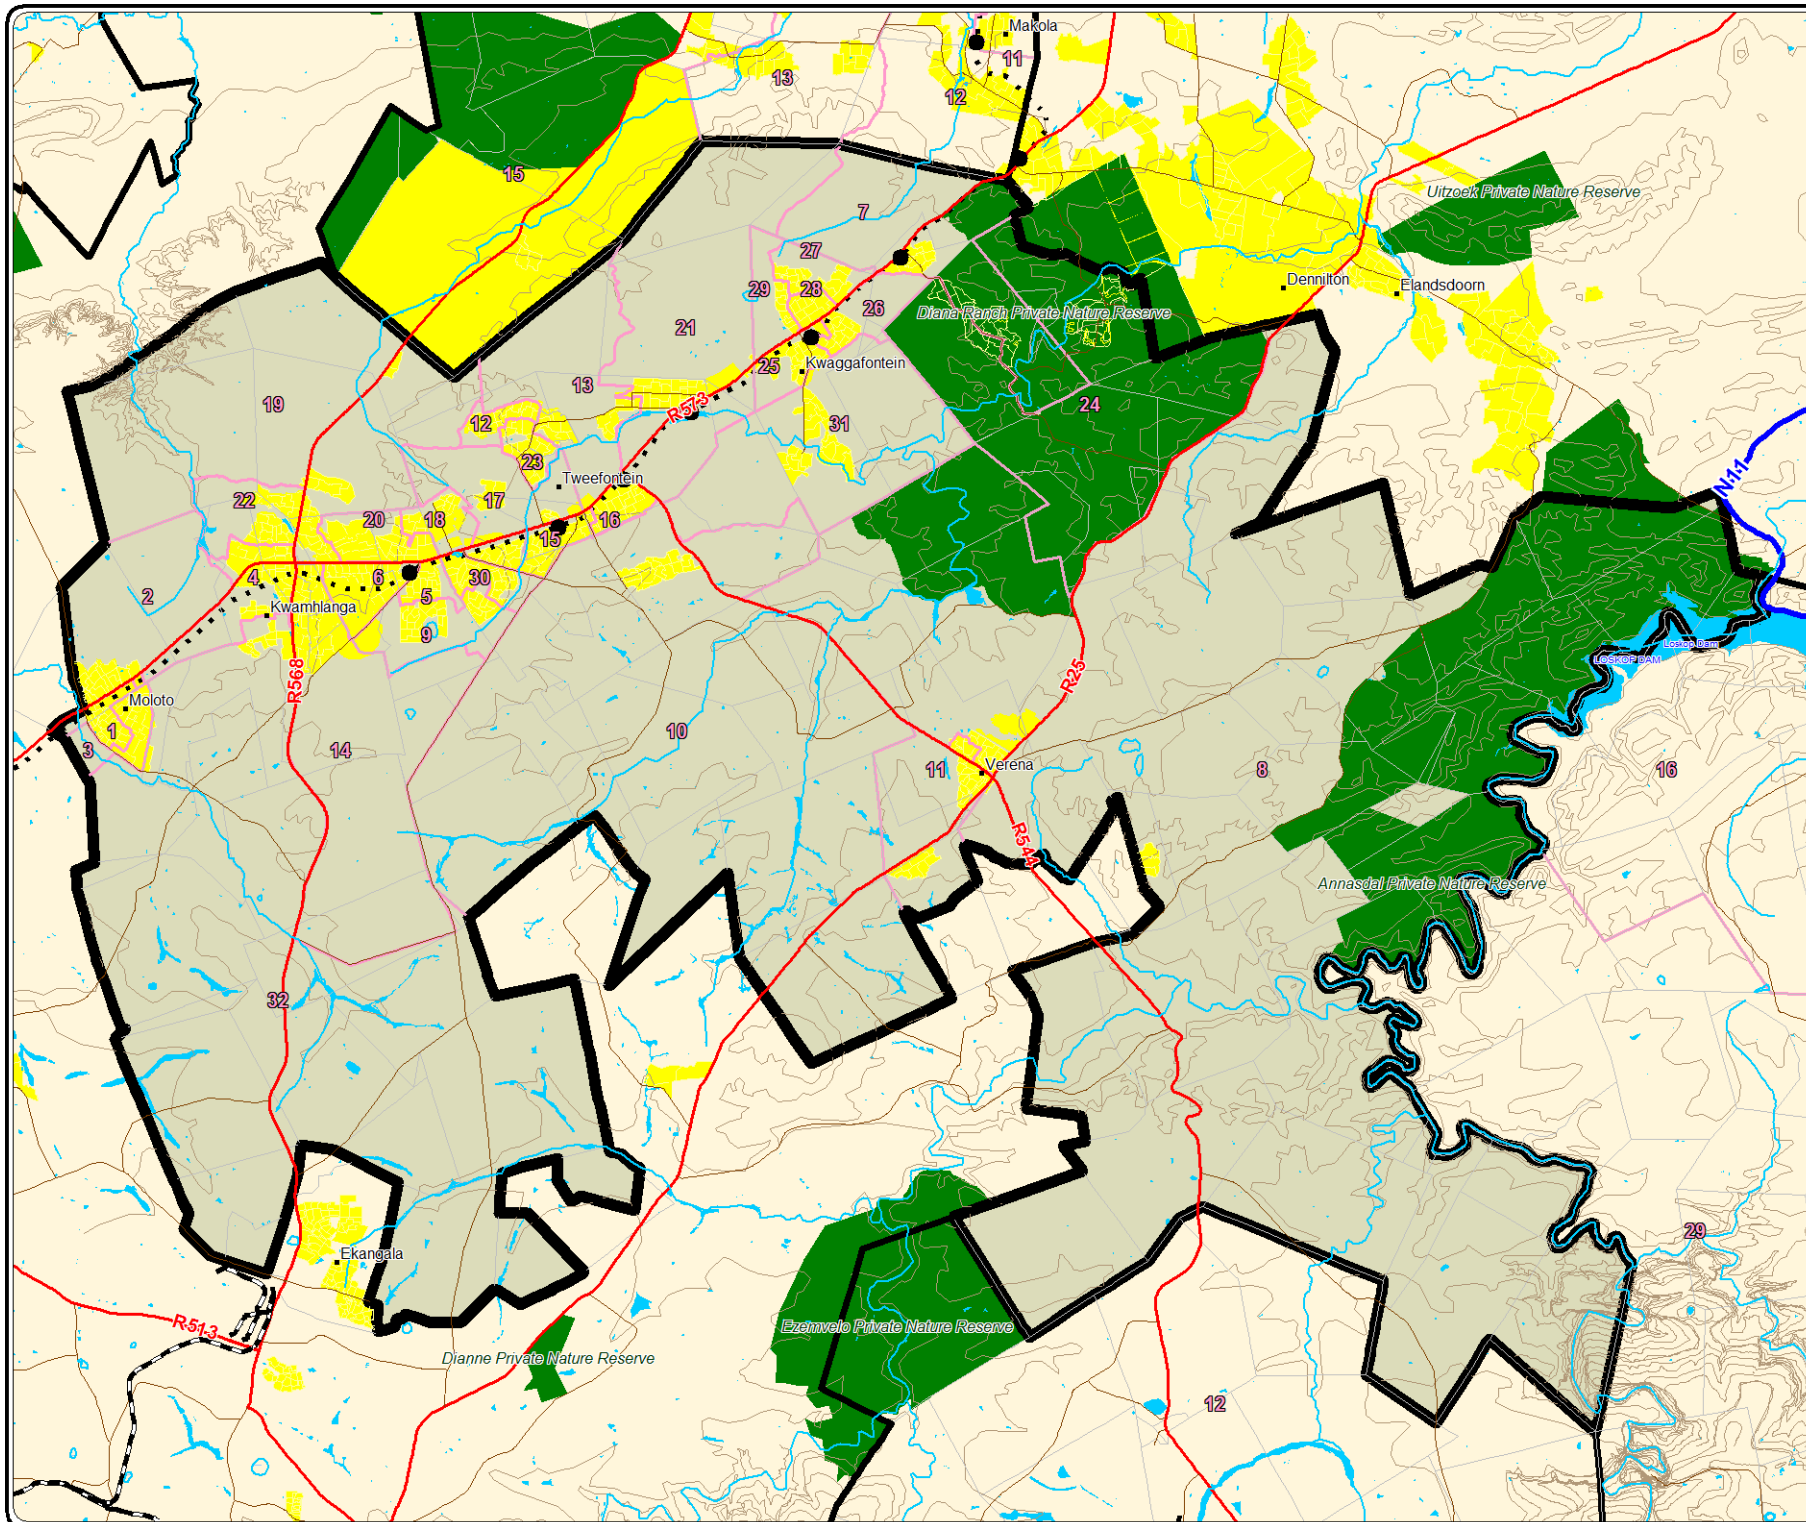 Makola
11
13
12
15
Uitzoek Private Nature Reserve
7
27
Dennilton
Elandsdoorn
29
28
26
Diana Ranch Private Nature Reserve
21
25
Kwaggafontein
13
19
R573
24
12
31
23
Tweefontein
N11
22
17
20
18
16
15
4
6
30
2
5
Kwamhlanga
9
Loskop Dam
LOSKOP DAM
R568
R25
Moloto
1
3
14
10
11
Verena
8
16
R544
Annasdal Private Nature Reserve
32
29
Ekangala
R513
Ezemvelo Private Nature Reserve
Dianne Private Nature Reserve
12